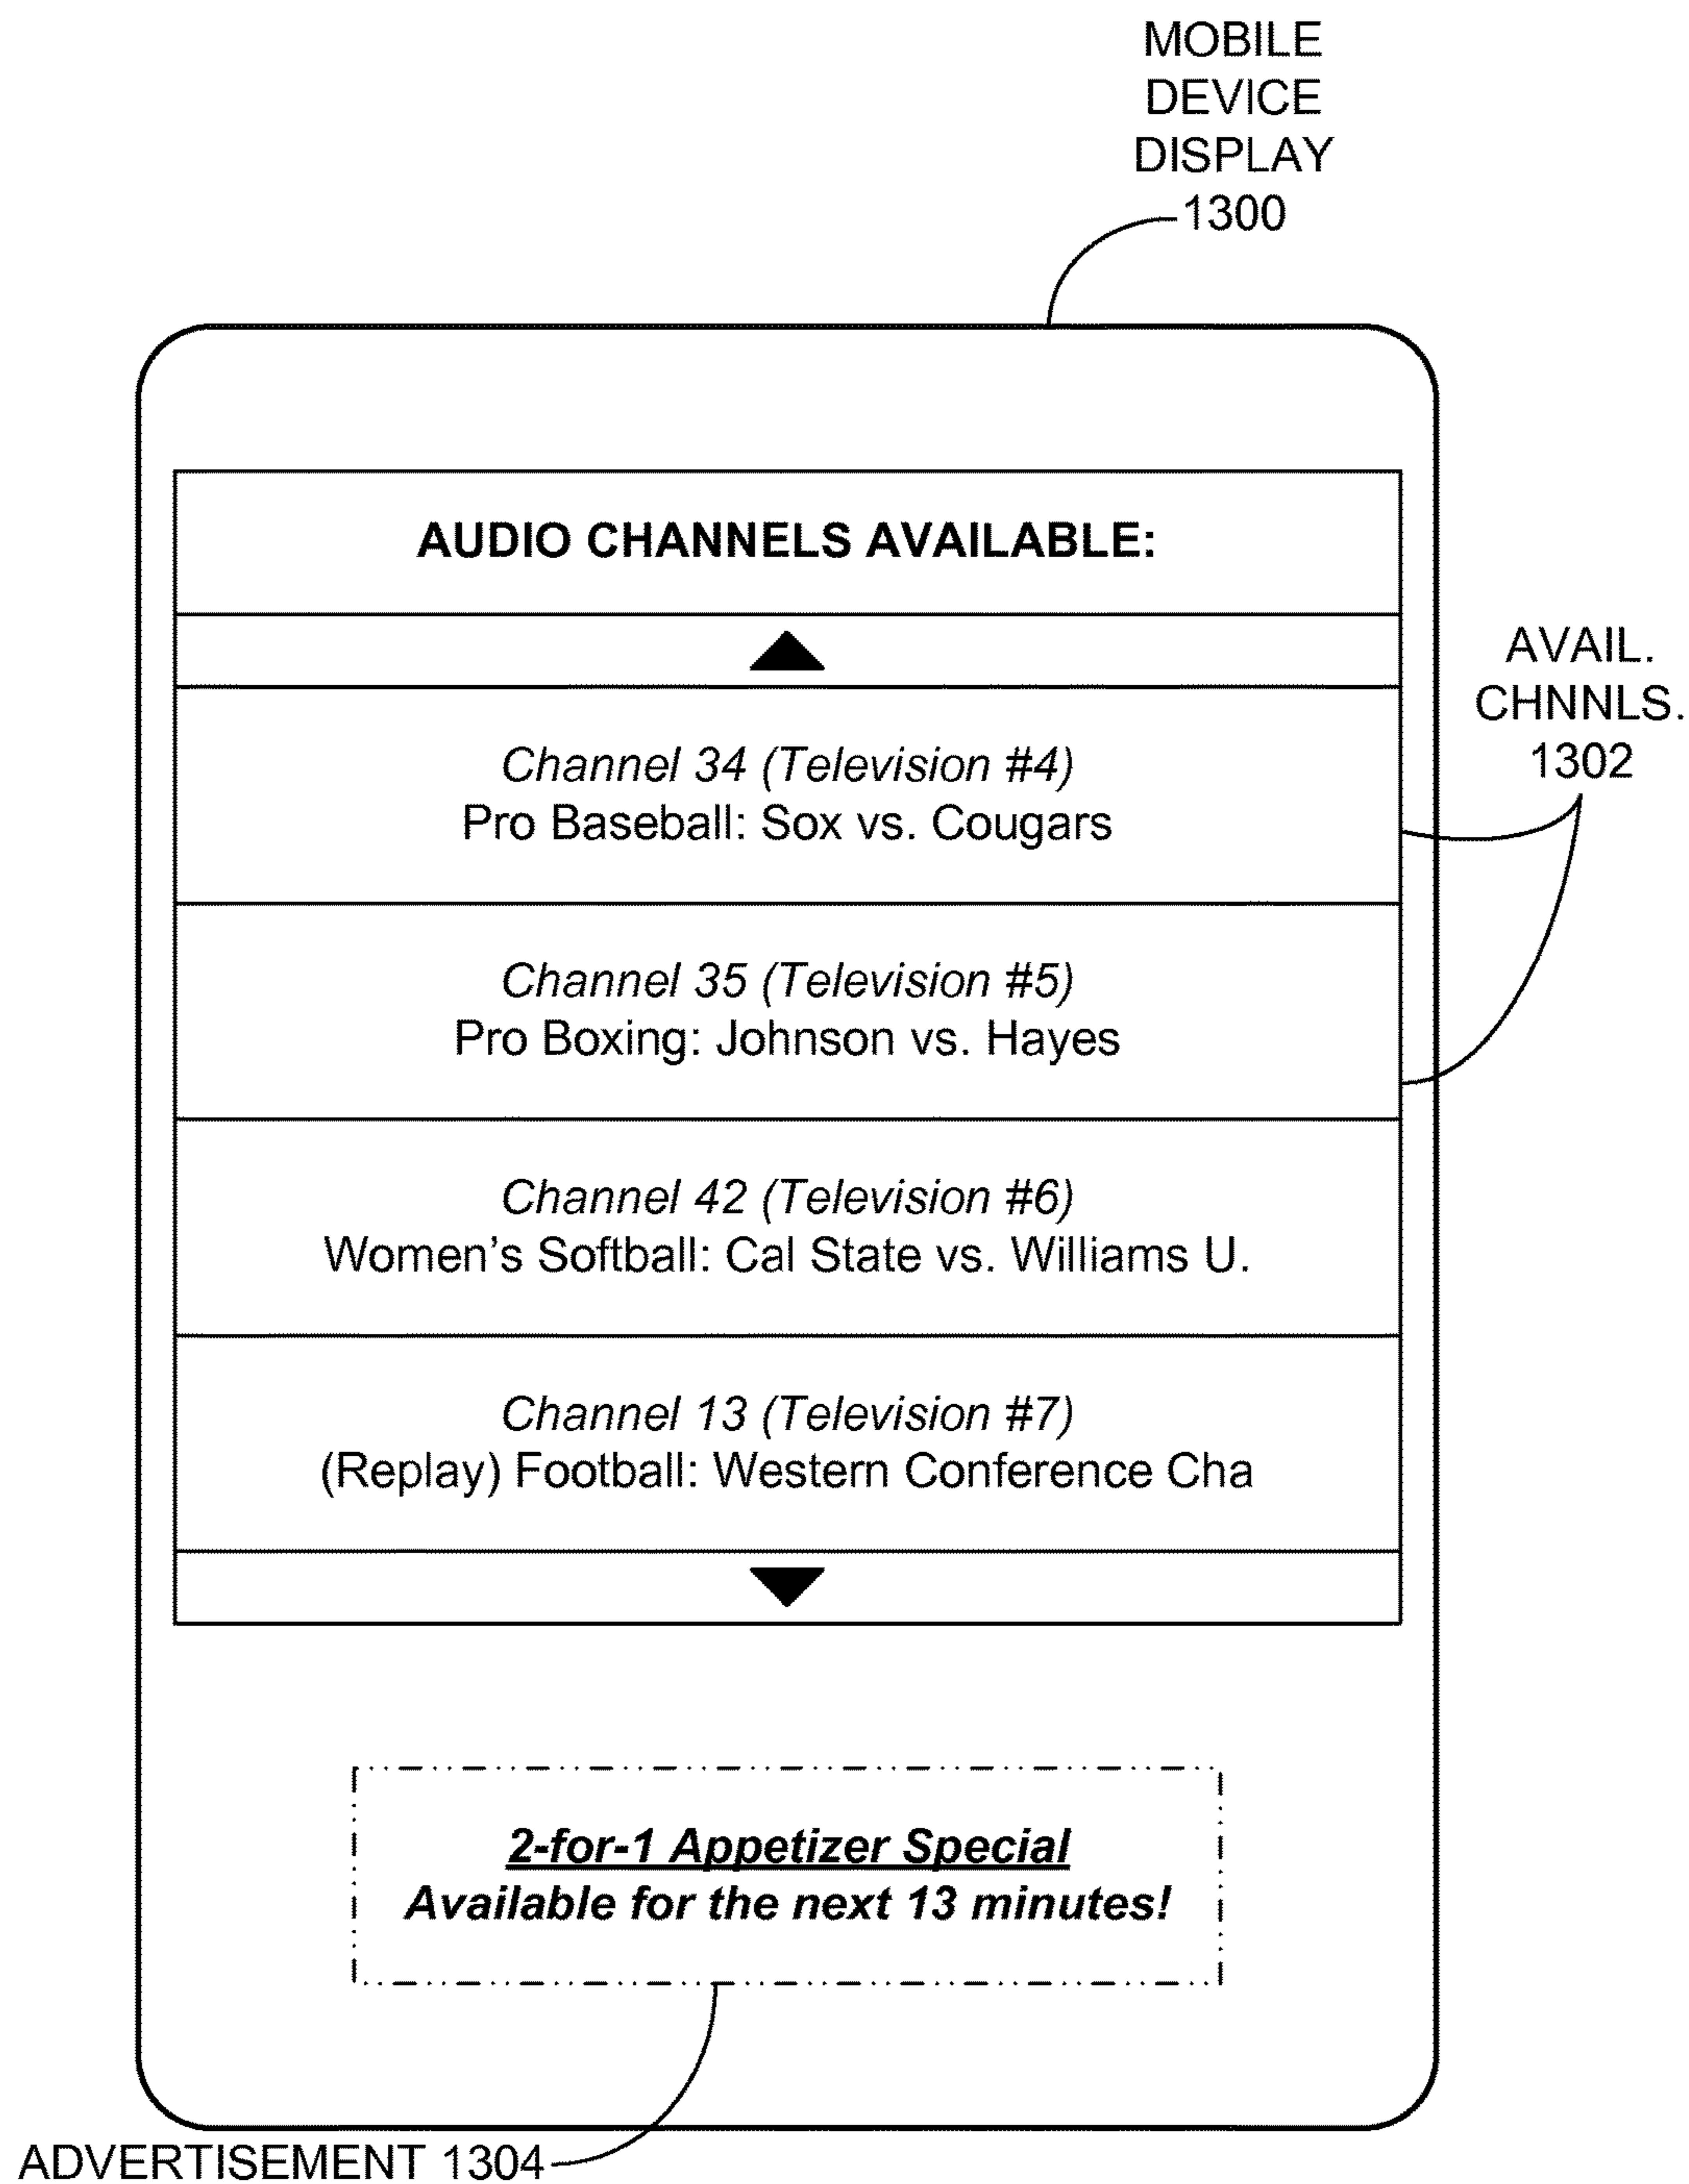 MOBILE
DEVICE
DISPLAY
1300
AUDIO CHANNELS AVAILABLE:
AVAIL.
CHNNLS.
1302
Channel 34 (Television #4)
Pro Baseball: Sox vs. Cougars
Channel 35 (Television #5)
Pro Boxing: Johnson vs. Hayes
Channel 42 (Television #6)
Women's Softball: Cal State vs. Williams U.
Channel 13 (Television #7)
(Replay) Football: Western Conference Cha
2-for-1 Appetizer Special
Available for the next 13 minutes!
ADVERTISEMENT 1304